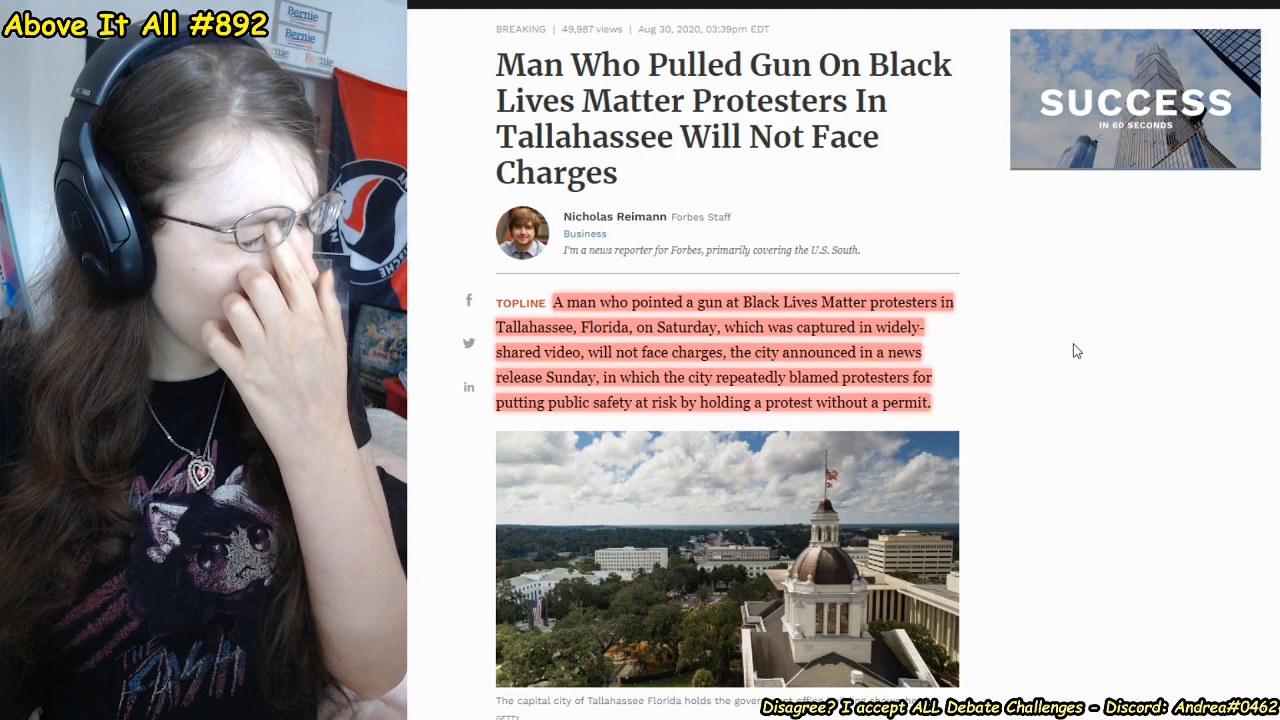 Above It All #892
Bernie
Bernie
Bernie
BREAKING | 49,987 views | Aug 30, 2020, 03:39pm EDT
Man Who Pulled Gun On Black
Lives Matter Protesters In
Tallahassee Will Not Face
Charges
SUCCESS
IN 60 SECONDS
Nicholas Reimann Forbes Staff
Business
I'm a news reporter for Forbes, primarily covering the U.S. South.
TOPLINE A man who pointed a gun at Black Lives Matter protesters in
Tallahassee, Florida, on Saturday, which was captured in widely-
shared video, will not face charges, the city announced in a news
release Sunday, in which the city repeatedly blamed protesters for
putting public safety at risk by holding a protest without a permit.
The capital city of Tallahassee Florida holds the
GETTY
Disagree? I accept ALL Debate Challenges - Discord: Andrea#0462